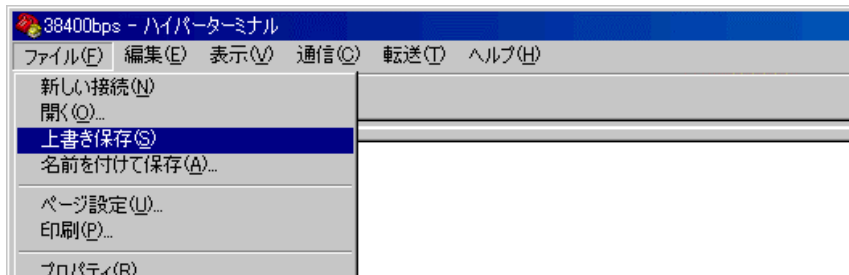 38400bps - ハイパーターミナル
ファイル(F) 編集(E) 表示(V) 通信(C) 転送(T) ヘルプ(H)
新しい接続(N)
開く(O)...
上書き保存(S)
名前を付けて保存(A)...
ページ設定(U)...
印刷(P)...
プロパティ(R)